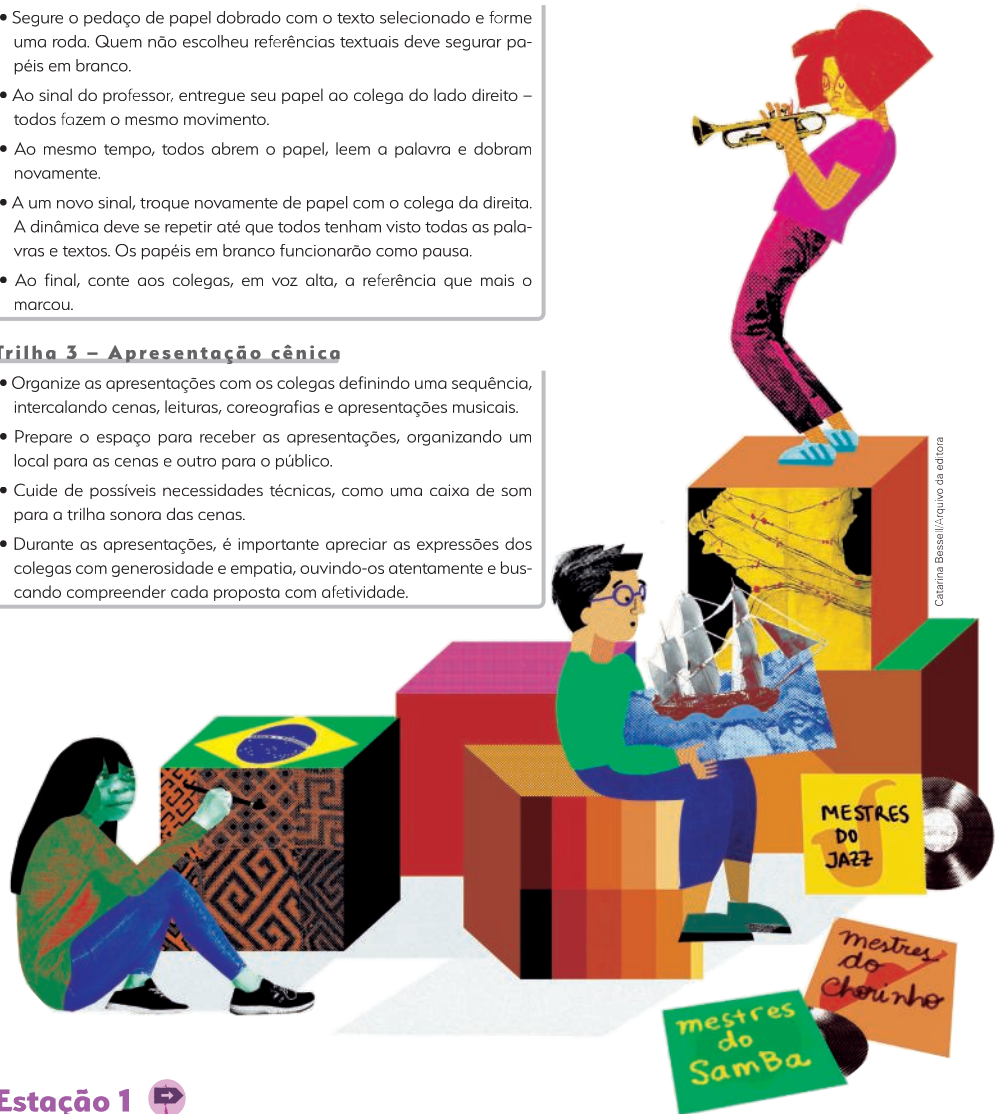 • Segure o pedaço de papel dobrado com o texto selecionado e forme
uma roda. Quem não escolheu referências textuais deve segurar pa-
péis em branco.
• Ao sinal do professor, entregue seu papel ao colega do lado direito –
todos fazem o mesmo movimento.
• Ao mesmo tempo, todos abrem o papel, leem a palavra e dobram
novamente.
• A um novo sinal, troque novamente de papel com o colega da direita.
A dinâmica deve se repetir até que todos tenham visto todas as pala-
vras e textos. Os papéis em branco funcionarão como pausa.
• Ao final, conte aos colegas, em voz alta, a referência que mais o
marcou.
Trilha 3 – Apresentação cênica
• Organize as apresentações com os colegas definindo uma sequência,
intercalando cenas, leituras, coreografias e apresentações musicais.
• Prepare o espaço para receber as apresentações, organizando um
local para as cenas e outro para o público.
• Cuide de possíveis necessidades técnicas, como uma caixa de som
para a trilha sonora das cenas.
• Durante as apresentações, é importante apreciar as expressões dos
colegas com generosidade e empatia, ouvindo-os atentamente e bus-
cando compreender cada proposta com afetividade.
Catarina Bessell/Arquivo da editora
MESTRES
DO
JAZZ
mestres
do
Chorinho
mestres
do
SamBa
Estação 1